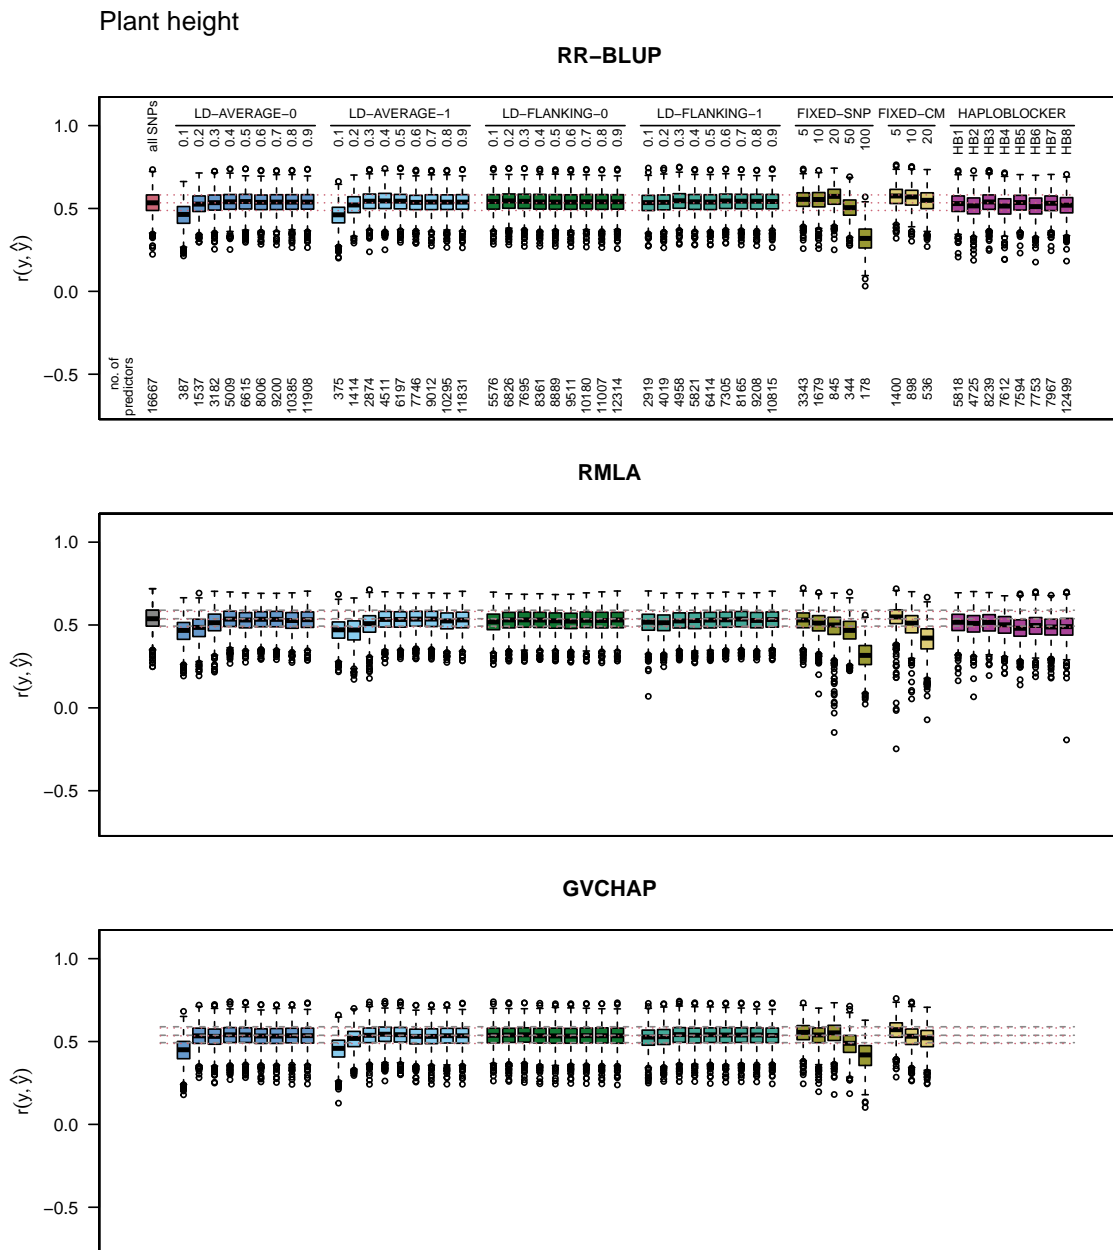 Plant height
RR−BLUP
all SNPs LD−AVERAGE−0 LD−AVERAGE−1 LD−FLANKING−0 LD−FLANKING−1 FIXED−SNP FIXED−CM HAPLOBLOCKER
0.1 0.2 0.3 0.4 0.5 0.6 0.7 0.8 0.9 0.1 0.2 0.3 0.4 0.5 0.6 0.7 0.8 0.9 0.1 0.2 0.3 0.4 0.5 0.6 0.7 0.8 0.9 0.1 0.2 0.3 0.4 0.5 0.6 0.7 0.8 0.9 5 10 20 50 100 5 10 20 HB1 HB2 HB3 HB4 HB5 HB6 HB7 HB8
1.0
0.5
0.0
−0.5
r(y, ŷ)
no. of
predictors
16667 387 1537 3182 5009 6615 8006 9200 10385 11908 375 1414 2874 4511 6197 7746 9012 10295 11831 5576 6826 7695 8361 8889 9511 10180 11007 12314 2919 4019 4958 5821 6414 7305 8165 9208 10815 3343 1679 845 344 178 1400 898 536 5818 4725 8239 7612 7594 7753 7967 12499
RMLA
1.0
0.5
0.0
−0.5
r(y, ŷ)
GVCHAP
1.0
0.5
0.0
−0.5
r(y, ŷ)